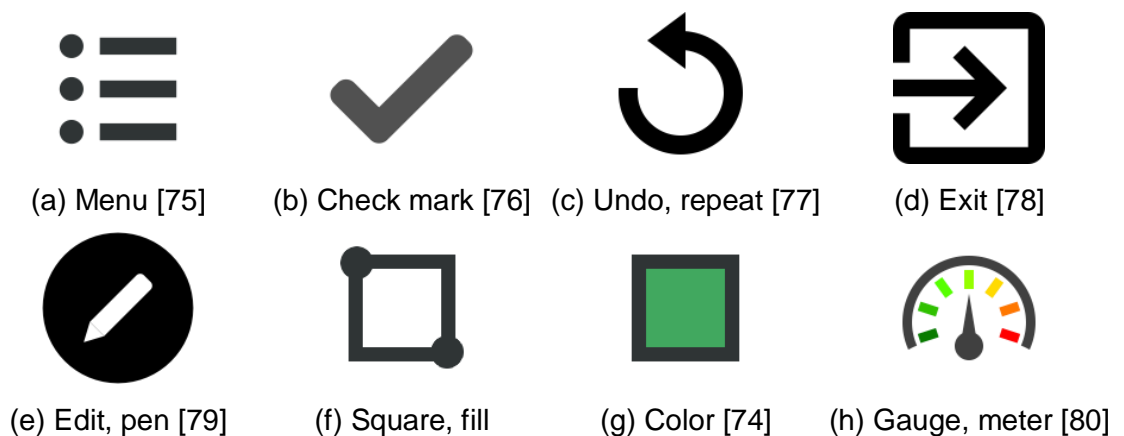 (a) Menu [75]
(b) Check mark [76]
(c) Undo, repeat [77]
(d) Exit [78]
(e) Edit, pen [79]
(f) Square, fill
(g) Color [74]
(h) Gauge, meter [80]